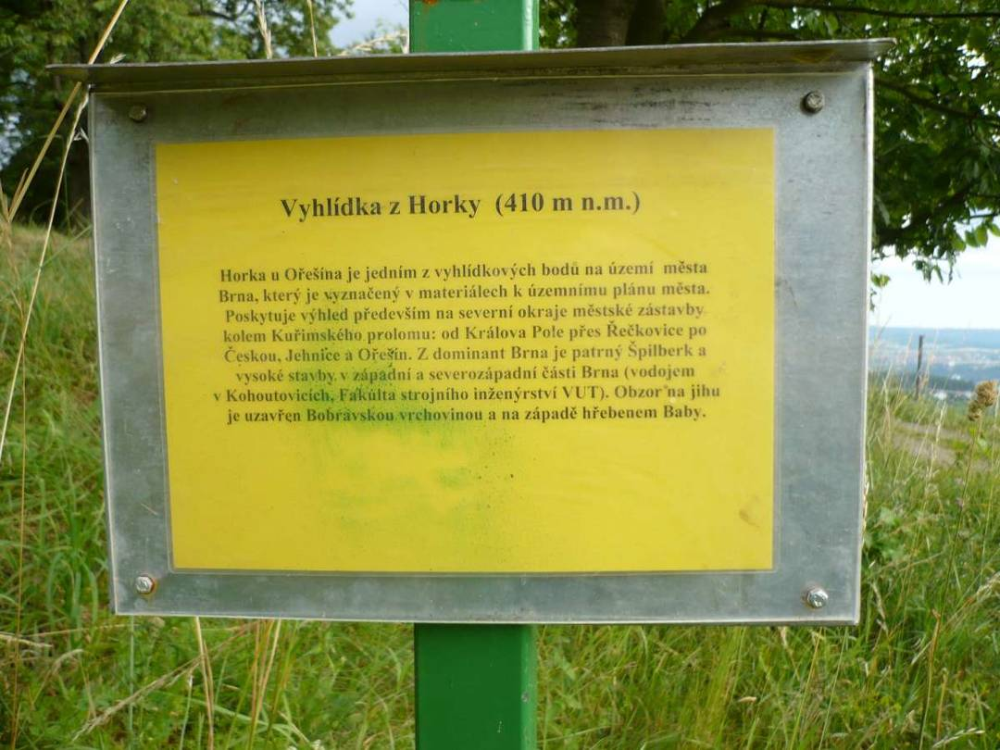 Vyhlídka z Horky (410 m n.m.)
Horka u Ořešína je jedním z vyhlídkových bodů na území města
Brna, který je vyznačený v materiálech k územnímu plánu města.
Poskytuje výhled především na severní okraje městské zástavby
kolem Kuřimského prolomu: od Králova Pole přes Řečkovice po
Českou, Jehnice a Ořešín. Z dominant Brna je patrný Špilberk a
vysoké stavby v západní a severozápadní části Brna (vodojem
v Kohoutovicích, Fakulta strojního inženýrství VUT). Obzor na jihu
je uzavřen Bobravskou vrchovinou a na západě hřebenem Baby.